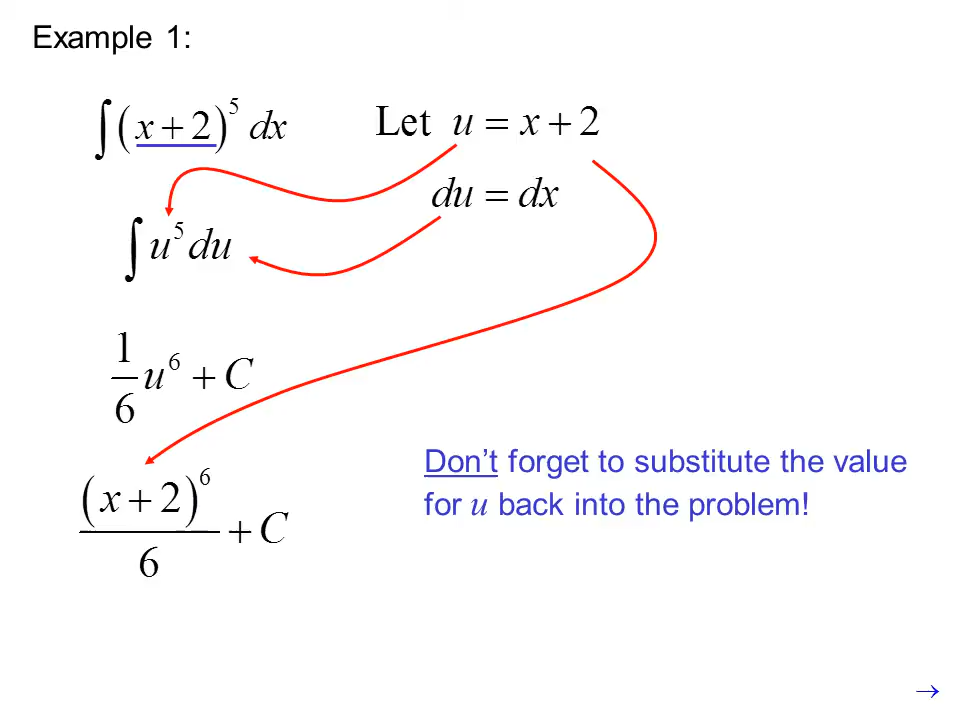 Example 1:
∫(x + 2)⁵ dx
Let u = x + 2
du = dx
∫u⁵ du
1/6 u⁶ + C
(x + 2)⁶/6 + C
Don’t forget to substitute the value
for u back into the problem!
→